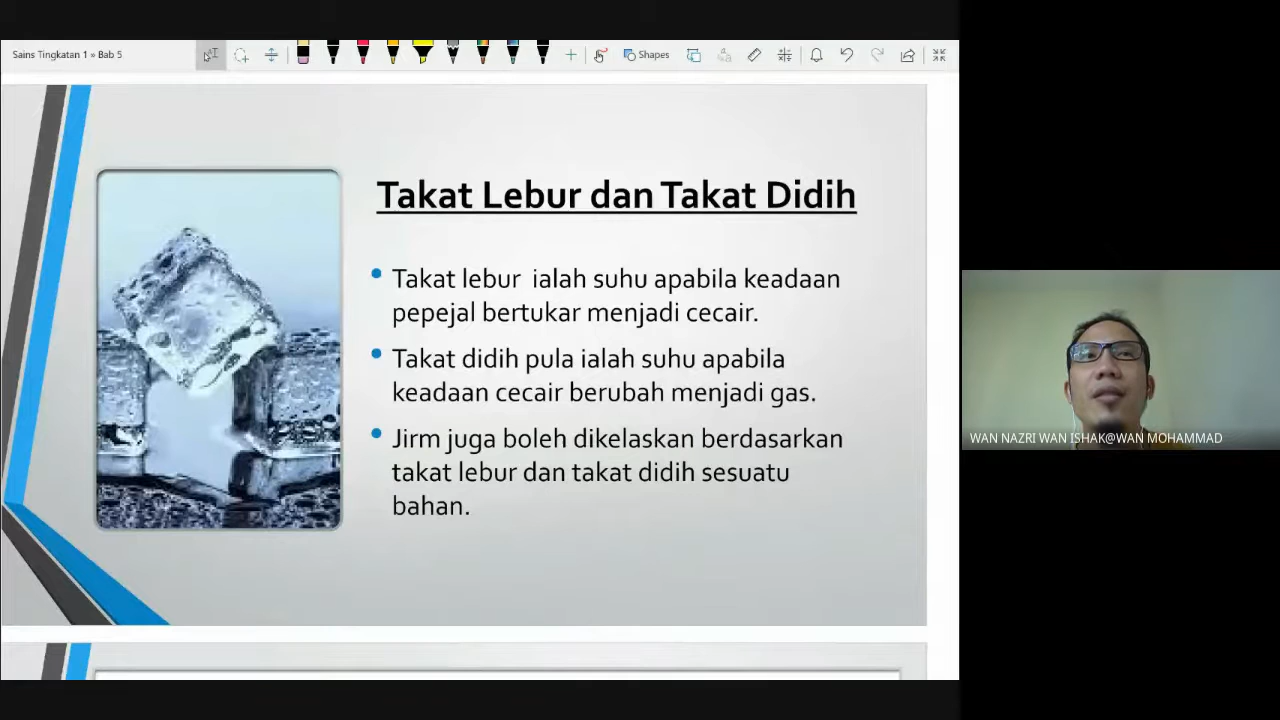 Sains Tingkatan 1 » Bab 5
Shapes
Takat Lebur dan Takat Didih
Takat lebur ialah suhu apabila keadaan
pepejal bertukar menjadi cecair.
Takat didih pula ialah suhu apabila
keadaan cecair berubah menjadi gas.
Jirm juga boleh dikelaskan berdasarkan
takat lebur dan takat didih sesuatu
bahan.
WAN NAZRI WAN ISHAK@WAN MOHAMMAD